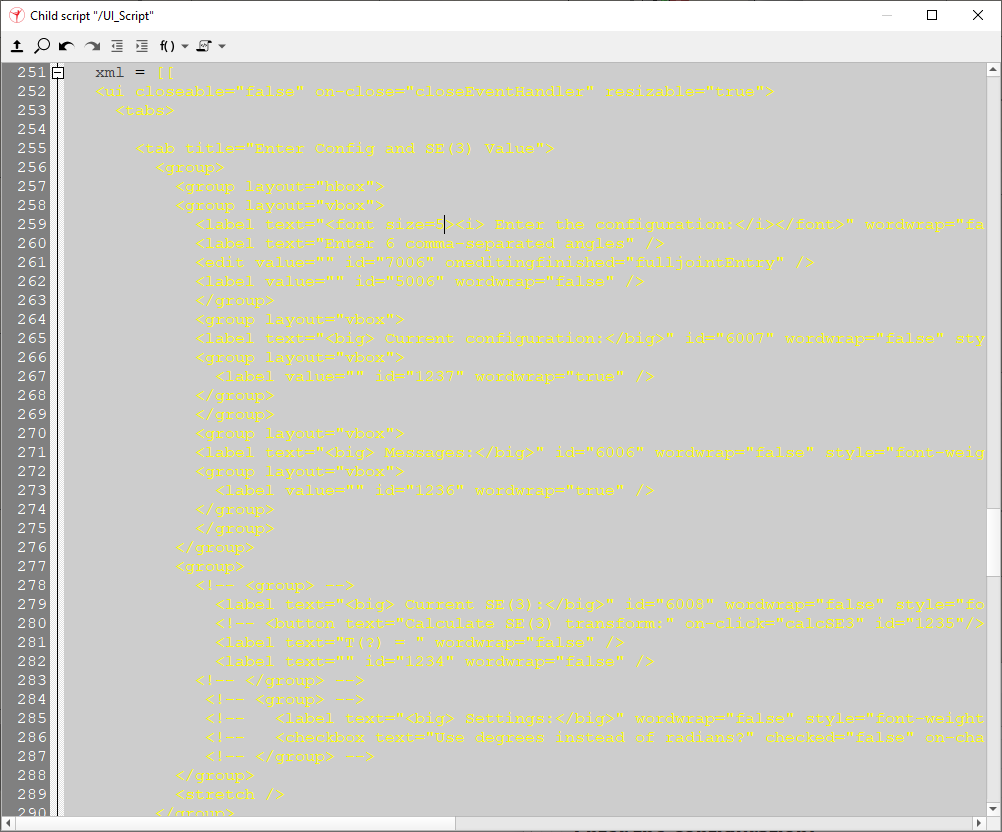 Child script "/UI_Script"
f()
251 xml = [[
252 <ui closeable="false" on-close="closeEventHandler" resizable="true">
253 <tabs>
254
255 <tab title="Enter Config and SE(3) Value">
256 <group>
257 <group layout="hbox">
258 <group layout="vbox">
259 <label text="<font size=5><i> Enter the configuration:</i></font>" wordwrap="fa
260 <label text="Enter 6 comma-separated angles" />
261 <edit value="" id="7006" oneditingfinished="fulljointEntry" />
262 <label value="" id="5006" wordwrap="false" />
263 </group>
264 <group layout="vbox">
265 <label text="<big> Current configuration:</big>" id="6007" wordwrap="false" sty
266 <group layout="vbox">
267 <label value="" id="1237" wordwrap="true" />
268 </group>
269 </group>
270 <group layout="vbox">
271 <label text="<big> Messages:</big>" id="6006" wordwrap="false" style="font-weig
272 <group layout="vbox">
273 <label value="" id="1236" wordwrap="true" />
274 </group>
275 </group>
276 </group>
277 <group>
278 <!-- <group> -->
279 <label text="<big> Current SE(3):</big>" id="6008" wordwrap="false" style="fo
280 <!-- <button text="Calculate SE(3) transform:" on-click="calcSE3" id="1235"/>
281 <label text="T(?) = " wordwrap="false" />
282 <label text="" id="1234" wordwrap="false" />
283 <!-- </group> -->
284 <!-- <group> -->
285 <!-- <label text="<big> Settings:</big>" wordwrap="false" style="font-weight
286 <!-- <checkbox text="Use degrees instead of radians?" checked="false" on-cha
287 <!-- </group> -->
288 </group>
289 <stretch />
290 </group>